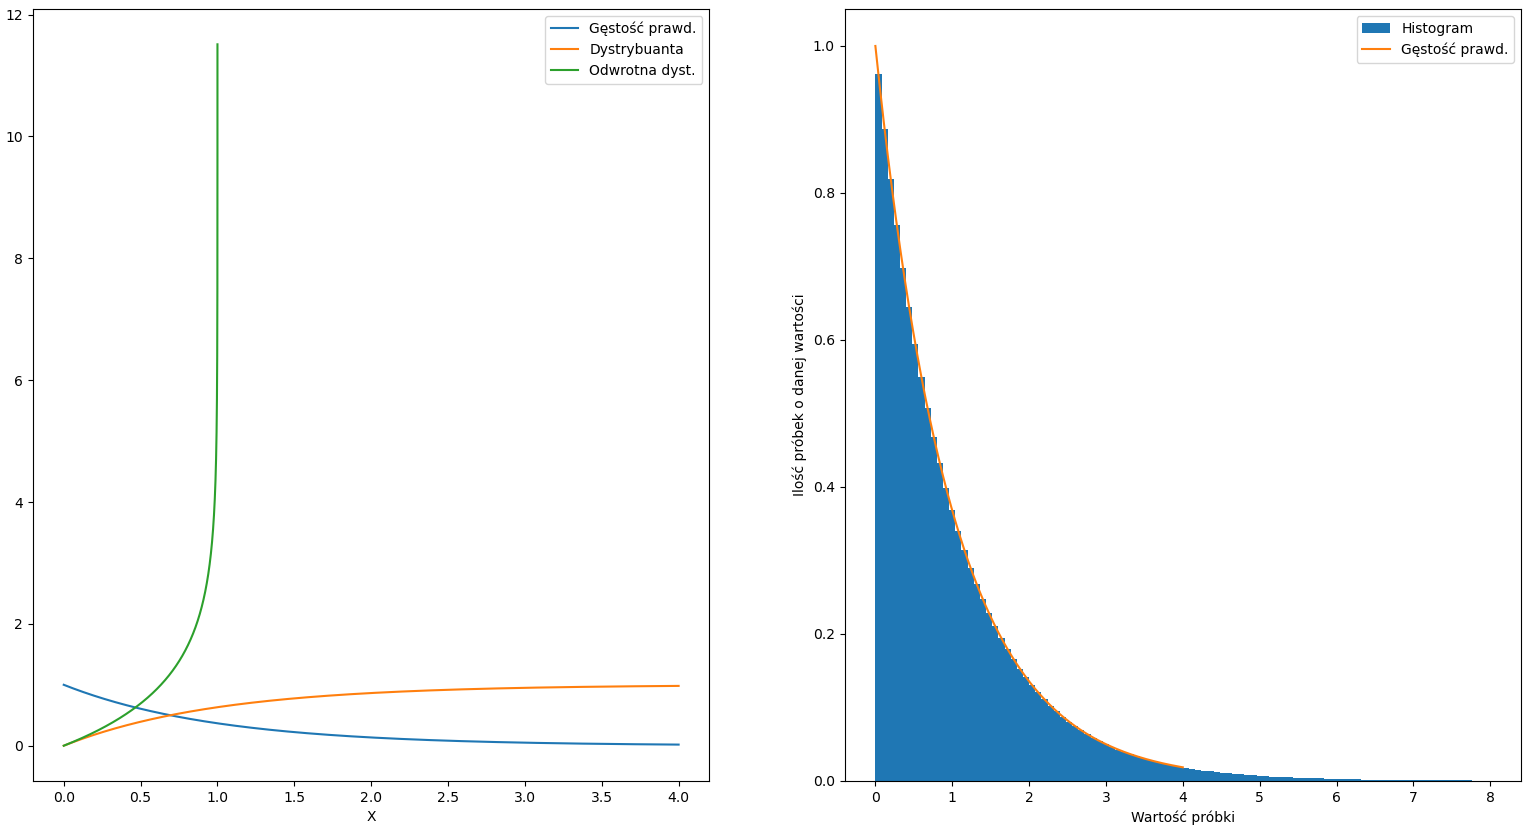 12
10
8
6
4
2
0
0.0 0.5 1.0 1.5 2.0 2.5 3.0 3.5 4.0
X
Gęstość prawd.
Dystrybuanta
Odwrotna dyst.
1.0
0.8
0.6
0.4
0.2
0.0
Ilość próbek o danej wartości
0 1 2 3 4 5 6 7 8
Wartość próbki
Histogram
Gęstość prawd.